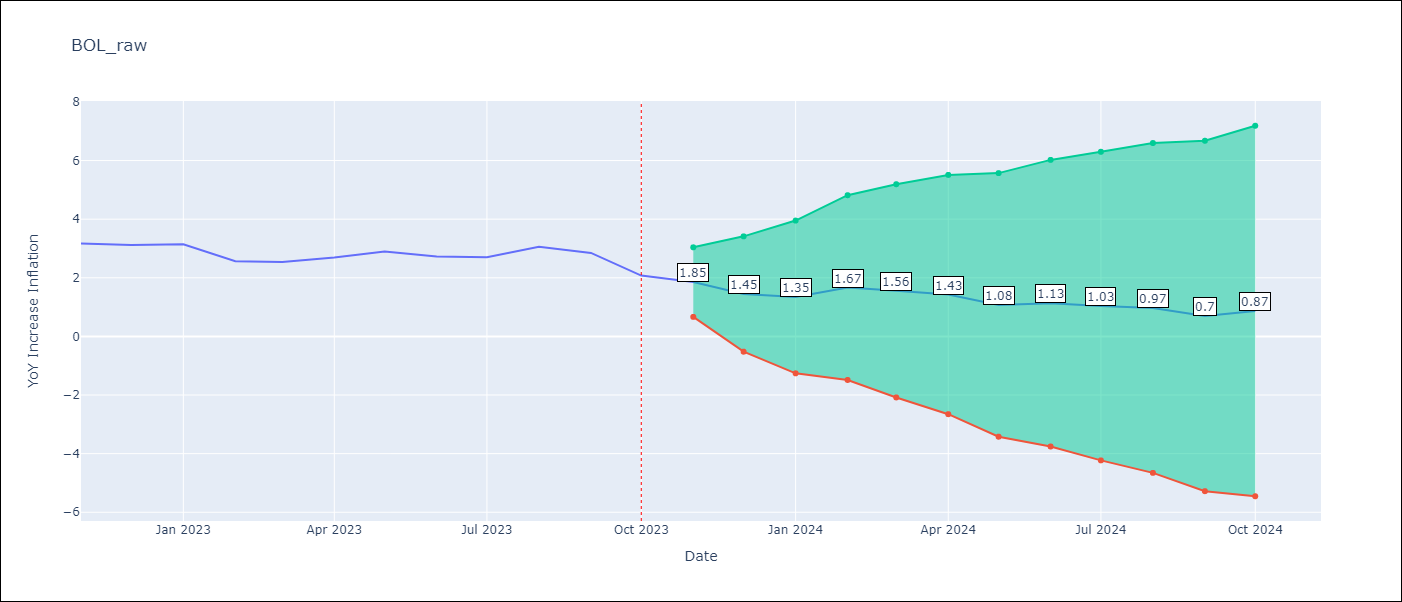 BOL_raw
YoY Increase Inflation
8
6
4
2
0
−2
−4
−6
1.85
1.45
1.35
1.67
1.56
1.43
1.08
1.13
1.03
0.97
0.7
0.87
Jan 2023
Apr 2023
Jul 2023
Oct 2023
Jan 2024
Apr 2024
Jul 2024
Oct 2024
Date